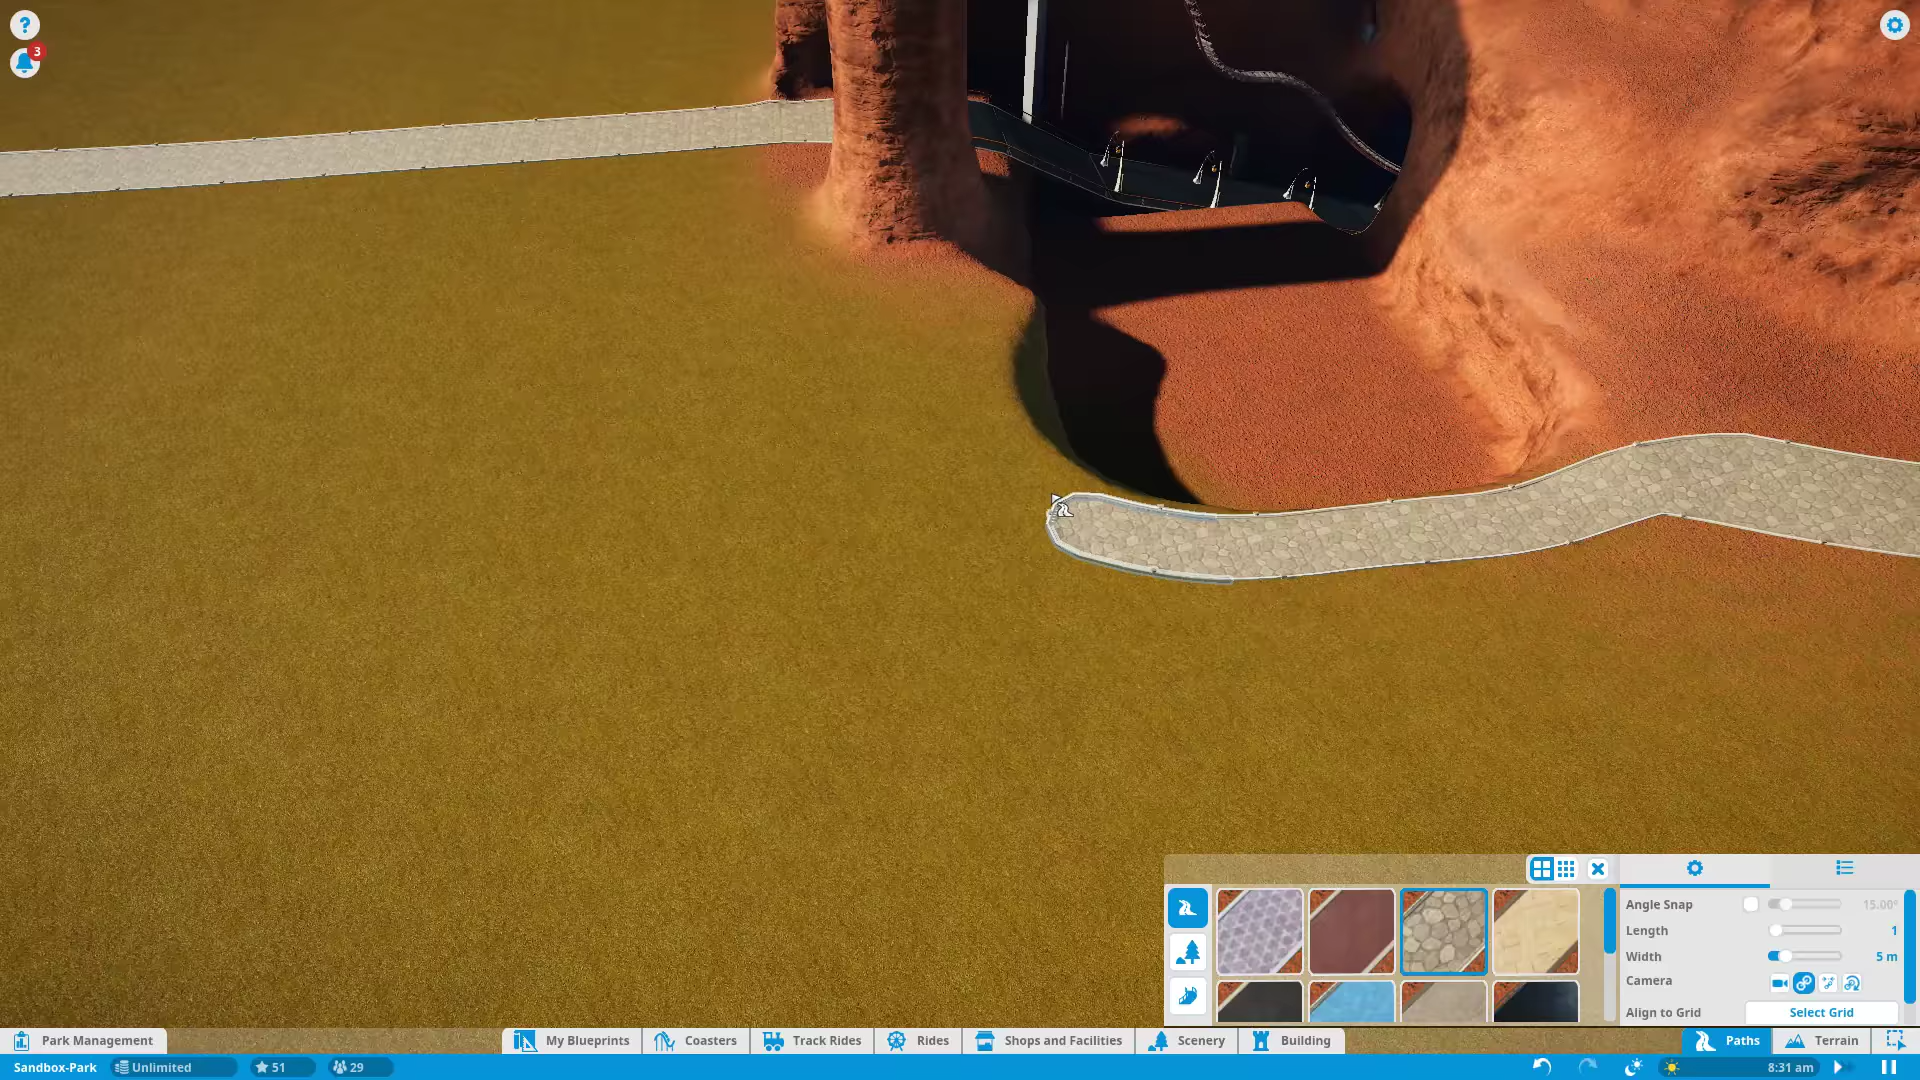 ?
3
Angle Snap 15.00°
Length 1
Width 5 m
Camera
Align to Grid Select Grid
Park Management My Blueprints Coasters Track Rides Rides Shops and Facilities Scenery Building Paths Terrain
Sandbox-Park Unlimited 51 29 8:31 am